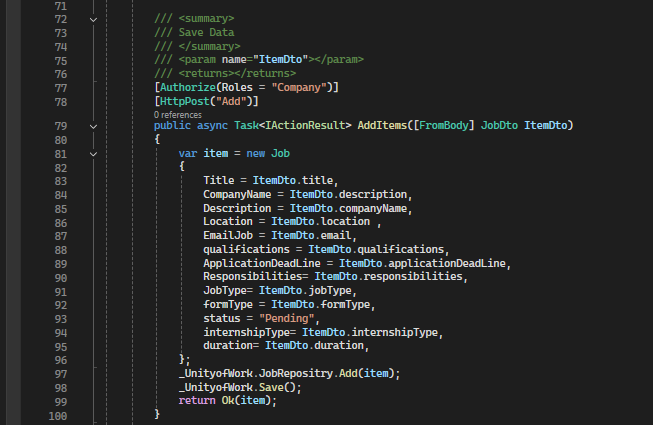 71
72 /// <summary>
73 /// Save Data
74 /// </summary>
75 /// <param name="ItemDto"></param>
76 /// <returns></returns>
77 [Authorize(Roles = "Company")]
78 [HttpPost("Add")]
0 references
79 public async Task<IActionResult> AddItems([FromBody] JobDto ItemDto)
80 {
81 var item = new Job
82 {
83 Title = ItemDto.title,
84 CompanyName = ItemDto.description,
85 Description = ItemDto.companyName,
86 Location = ItemDto.location ,
87 EmailJob = ItemDto.email,
88 qualifications = ItemDto.qualifications,
89 ApplicationDeadLine = ItemDto.applicationDeadLine,
90 Responsibilities= ItemDto.responsibilities,
91 JobType= ItemDto.jobType,
92 formType = ItemDto.formType,
93 status = "Pending",
94 internshipType= ItemDto.internshipType,
95 duration= ItemDto.duration,
96 };
97 _UnityofWork.JobRepositry.Add(item);
98 _UnityofWork.Save();
99 return Ok(item);
100 }